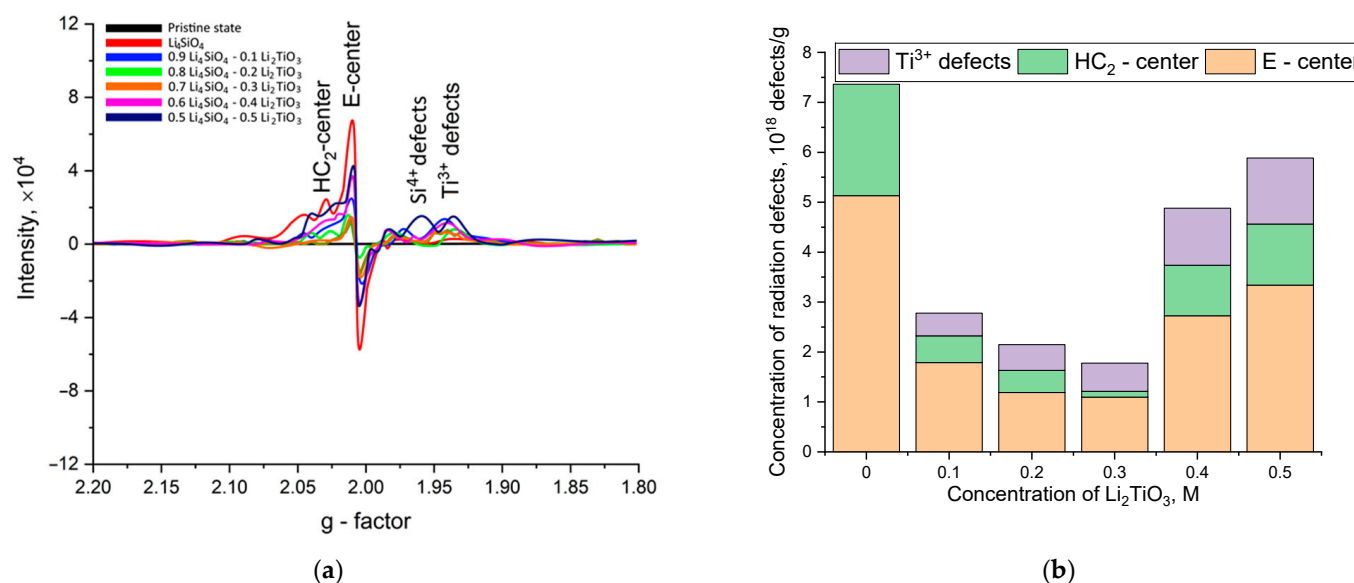 Intensity, ×10⁴
12
8
4
0
−4
−8
−12
Pristine state
Li₄SiO₄
0.9 Li₄SiO₄ - 0.1 Li₂TiO₃
0.8 Li₄SiO₄ - 0.2 Li₂TiO₃
0.7 Li₄SiO₄ - 0.3 Li₂TiO₃
0.6 Li₄SiO₄ - 0.4 Li₂TiO₃
0.5 Li₄SiO₄ - 0.5 Li₂TiO₃
HC₂-center
E-center
Si⁴⁺ defects
Ti³⁺ defects
2.20 2.15 2.10 2.05 2.00 1.95 1.90 1.85 1.80
g - factor
(a)
Concentration of radiation defects, 10¹⁸ defects/g
8
7
6
5
4
3
2
1
0
Ti³⁺ defects HC₂ - center E - center
0 0.1 0.2 0.3 0.4 0.5
Concentration of Li₂TiO₃, M
(b)